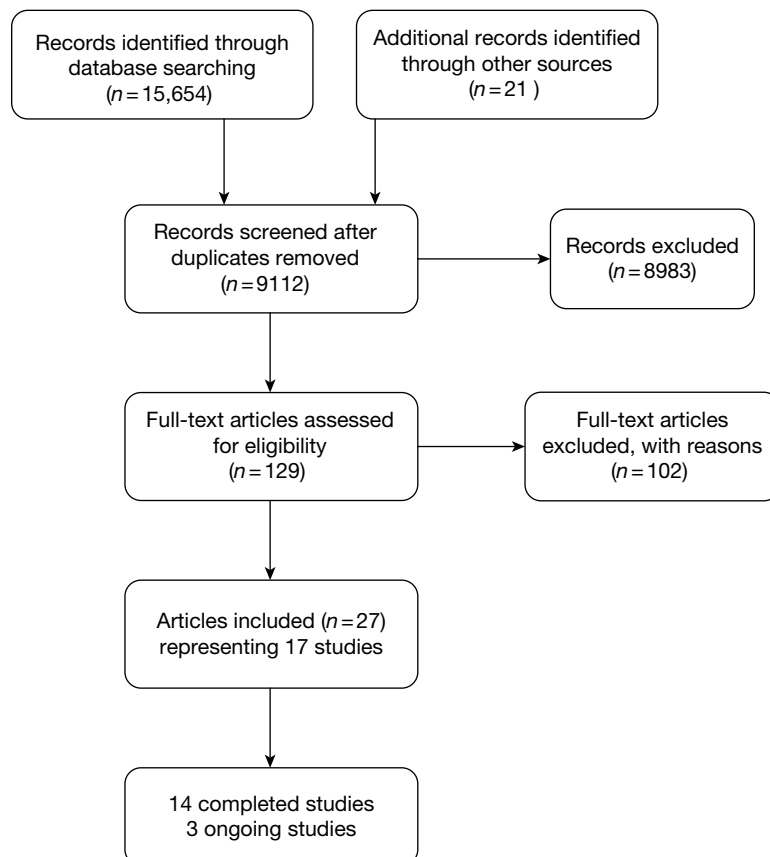 Records identified through
database searching
(n = 15,654)
Additional records identified
through other sources
(n = 21 )
Records screened after
duplicates removed
(n = 9112)
Records excluded
(n = 8983)
Full-text articles assessed
for eligibility
(n = 129)
Full-text articles
excluded, with reasons
(n = 102)
Articles included (n = 27)
representing 17 studies
14 completed studies
3 ongoing studies